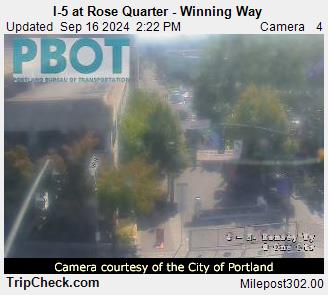 I-5 at Rose Quarter - Winning Way
Updated Sep 16 2024 2:22 PM Camera 4
PBOT
PORTLAND BUREAU OF TRANSPORTATION
Camera courtesy of the City of Portland
TripCheck.com Milepost302.00